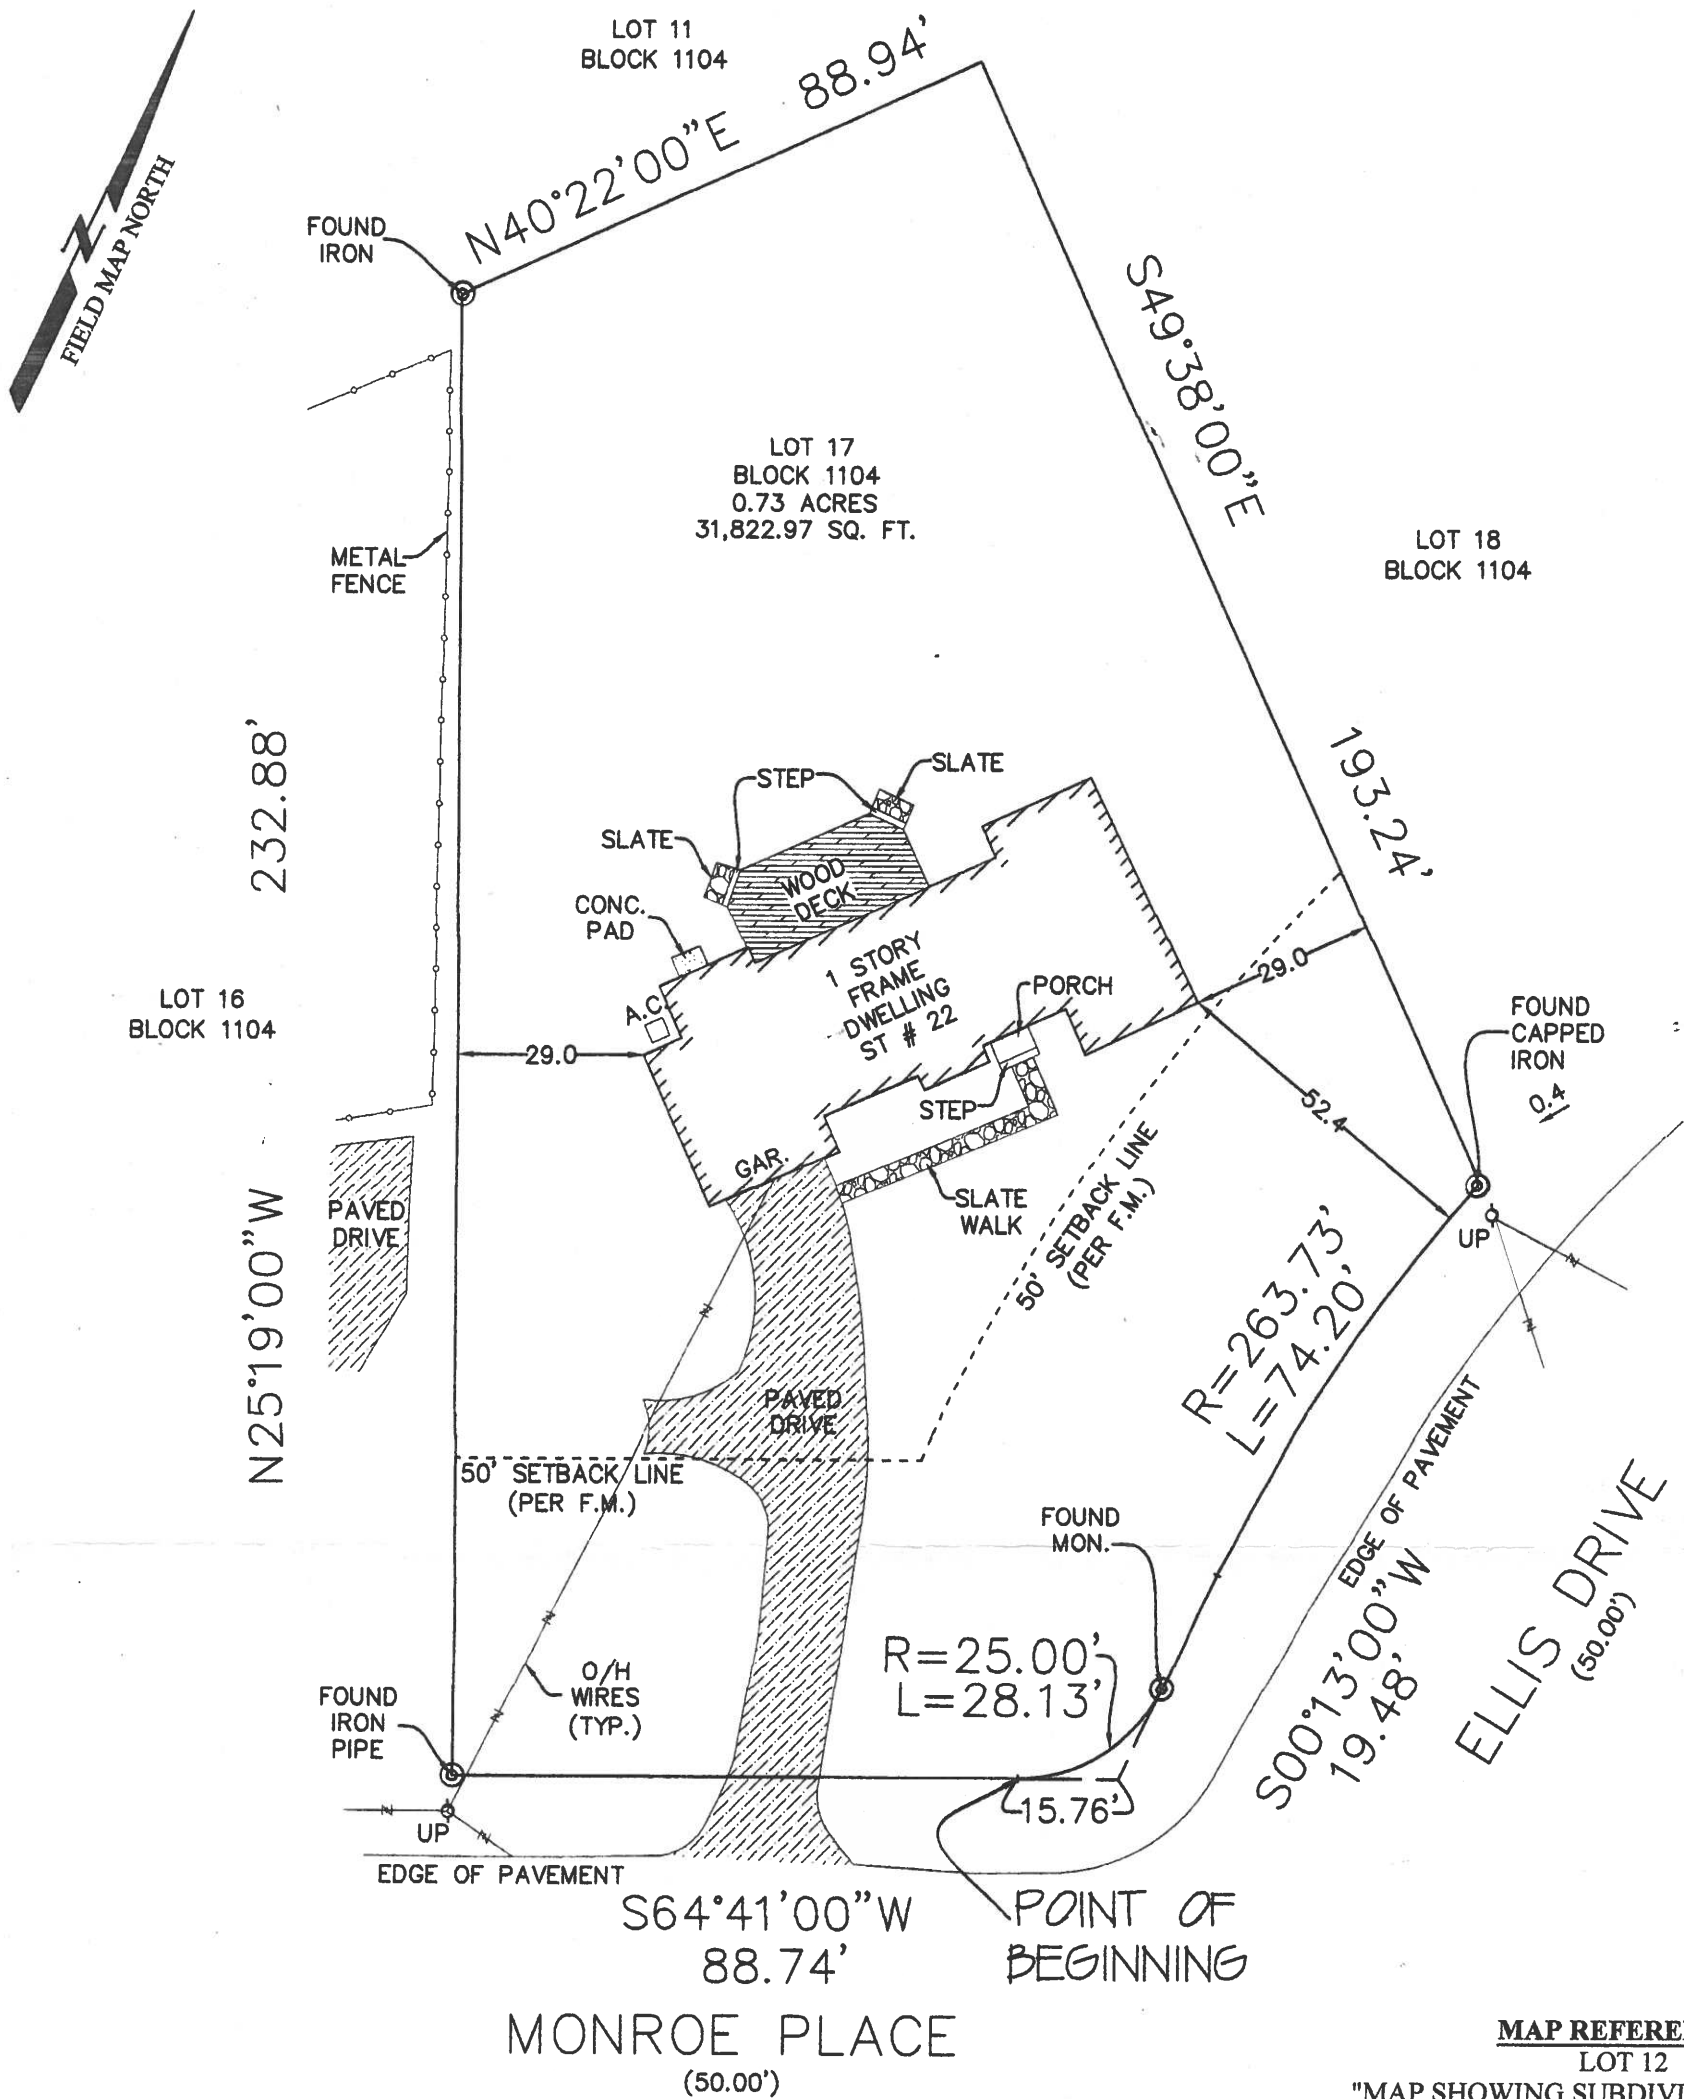 LOT 11
BLOCK 1104
N40°22'00"E 88.94'
FIELD MAP NORTH
FOUND
IRON
S49°38'00"E
193.24'
LOT 17
BLOCK 1104
0.73 ACRES
31,822.97 SQ. FT.
LOT 18
BLOCK 1104
METAL
FENCE
N25°19'00"W
232.88'
STEP
SLATE
SLATE
WOOD
DECK
CONC.
PAD
A.C.
1 STORY
FRAME
DWELLING
ST # 22
PORCH
29.0
29.0
LOT 16
BLOCK 1104
FOUND
CAPPED
IRON
0.4
52.4
STEP
GAR.
SLATE
WALK
50' SETBACK LINE
(PER F.M.)
PAVED
DRIVE
UP
R=263.73'
L=74.20'
PAVED
DRIVE
50' SETBACK LINE
(PER F.M.)
EDGE OF PAVEMENT
FOUND
MON.
S00°13'00"W
19.48'
ELLIS DRIVE
(50.00')
R=25.00'
L=28.13'
O/H
WIRES
(TYP.)
FOUND
IRON
PIPE
15.76'
UP
EDGE OF PAVEMENT
S64°41'00"W
88.74'
POINT OF
BEGINNING
MONROE PLACE
(50.00')
MAP REFERE
LOT 12
"MAP SHOWING SUBDIV